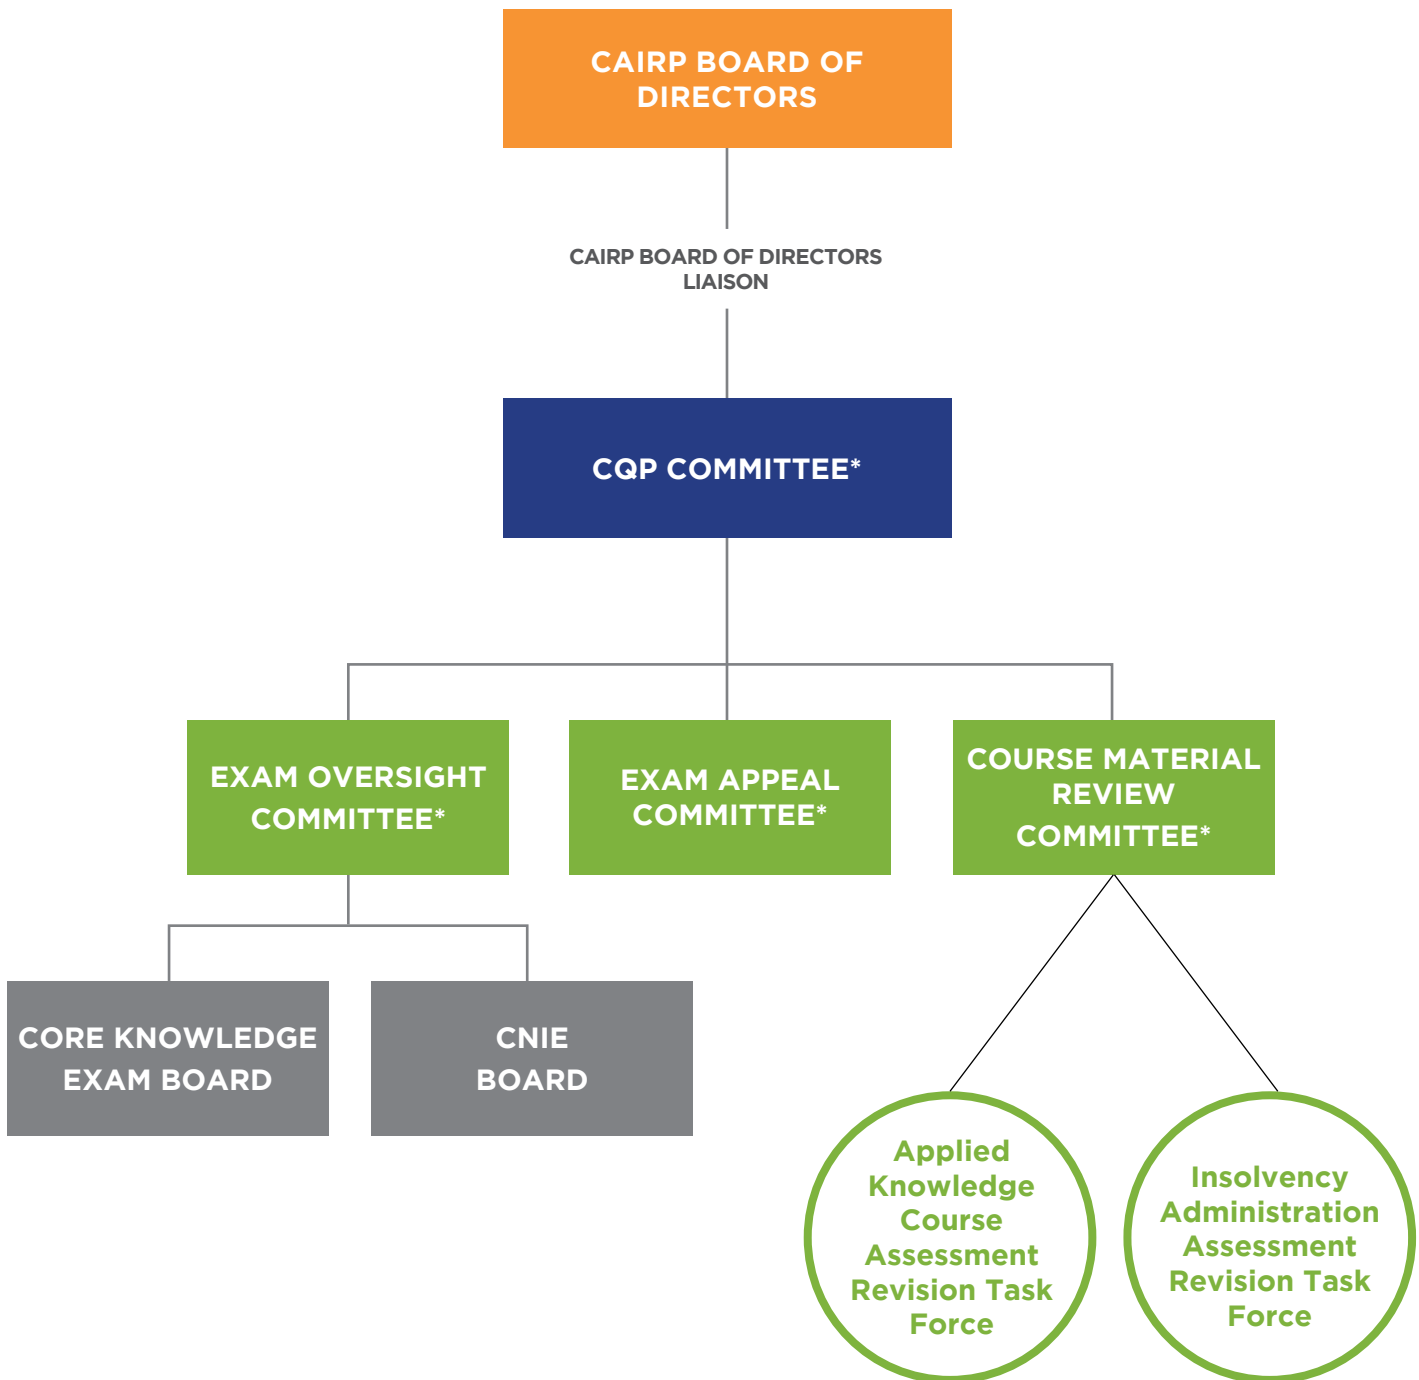 CAIRP BOARD OF
DIRECTORS
CAIRP BOARD OF DIRECTORS
LIAISON
CQP COMMITTEE*
EXAM OVERSIGHT
COMMITTEE*
EXAM APPEAL
COMMITTEE*
COURSE MATERIAL
REVIEW
COMMITTEE*
CORE KNOWLEDGE
EXAM BOARD
CNIE
BOARD
Applied
Knowledge
Course
Assessment
Revision Task
Force
Insolvency
Administration
Assessment
Revision Task
Force